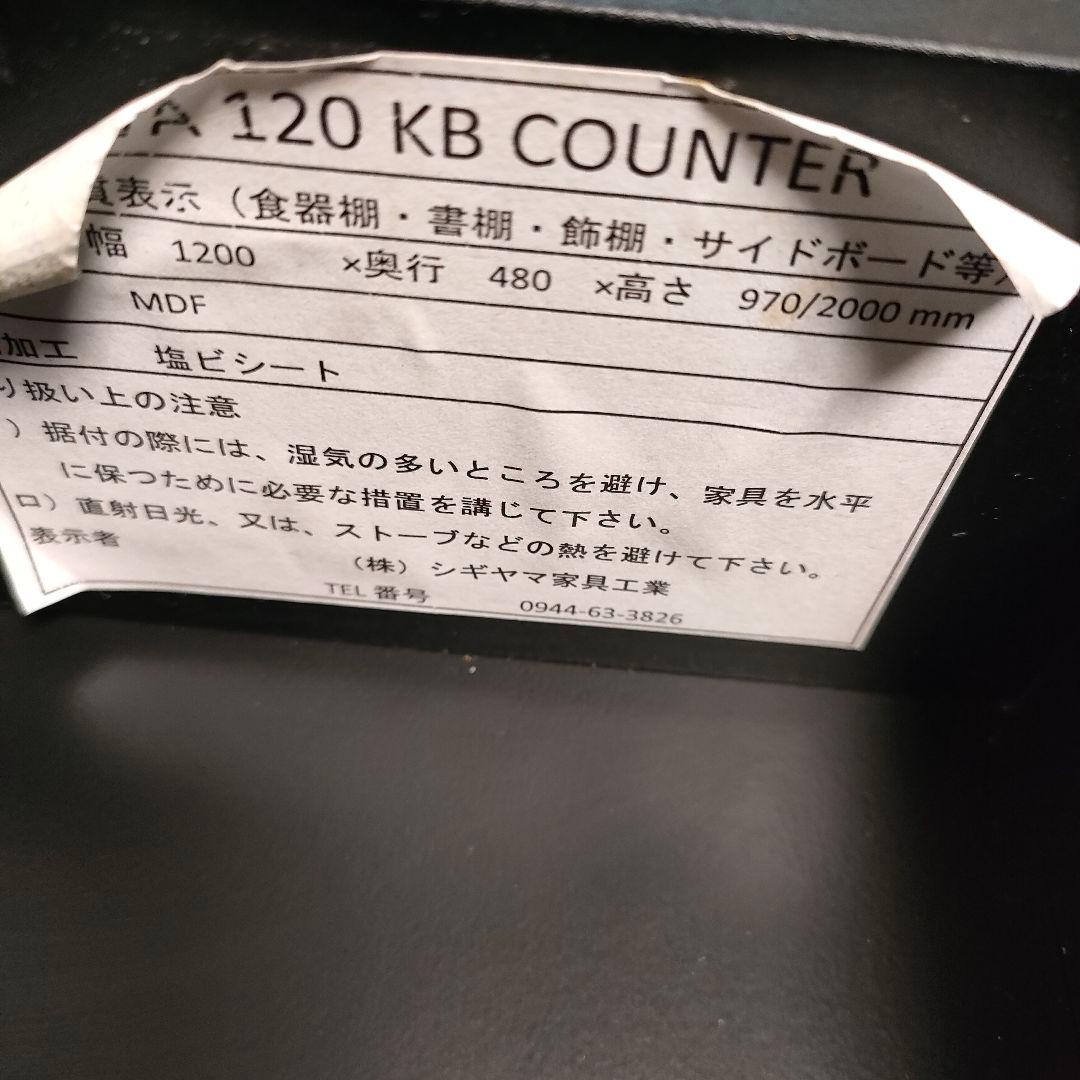 120 KB COUNTER
表示（食器棚・書棚・飾棚・サイドボード等）
幅 1200 ×奥行 480 ×高さ 970/2000 mm
MDF
加工 塩ビシート
り扱い上の注意
）据付の際には、湿気の多いところを避け、家具を水平
に保つために必要な措置を講じて下さい。
ロ）直射日光、又は、ストーブなどの熱を避けて下さい。
表示者
（株）シギヤマ家具工業
TEL 番号 0944-63-3826